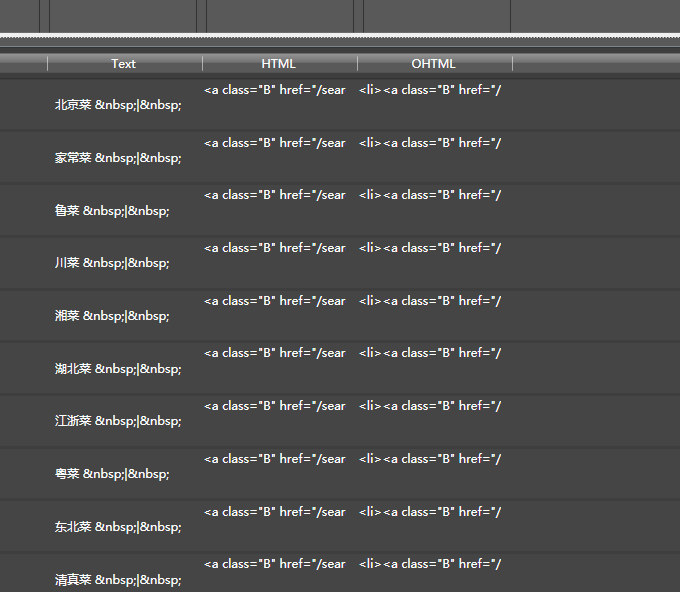 Text HTML OHTML
<a class="B" href="/sear <li><a class="B" href="/
北京菜 &nbsp;|&nbsp;
<a class="B" href="/sear <li><a class="B" href="/
家常菜 &nbsp;|&nbsp;
<a class="B" href="/sear <li><a class="B" href="/
鲁菜 &nbsp;|&nbsp;
<a class="B" href="/sear <li><a class="B" href="/
川菜 &nbsp;|&nbsp;
<a class="B" href="/sear <li><a class="B" href="/
湘菜 &nbsp;|&nbsp;
<a class="B" href="/sear <li><a class="B" href="/
湖北菜 &nbsp;|&nbsp;
<a class="B" href="/sear <li><a class="B" href="/
江浙菜 &nbsp;|&nbsp;
<a class="B" href="/sear <li><a class="B" href="/
粤菜 &nbsp;|&nbsp;
<a class="B" href="/sear <li><a class="B" href="/
东北菜 &nbsp;|&nbsp;
<a class="B" href="/sear <li><a class="B" href="/
清真菜 &nbsp;|&nbsp;